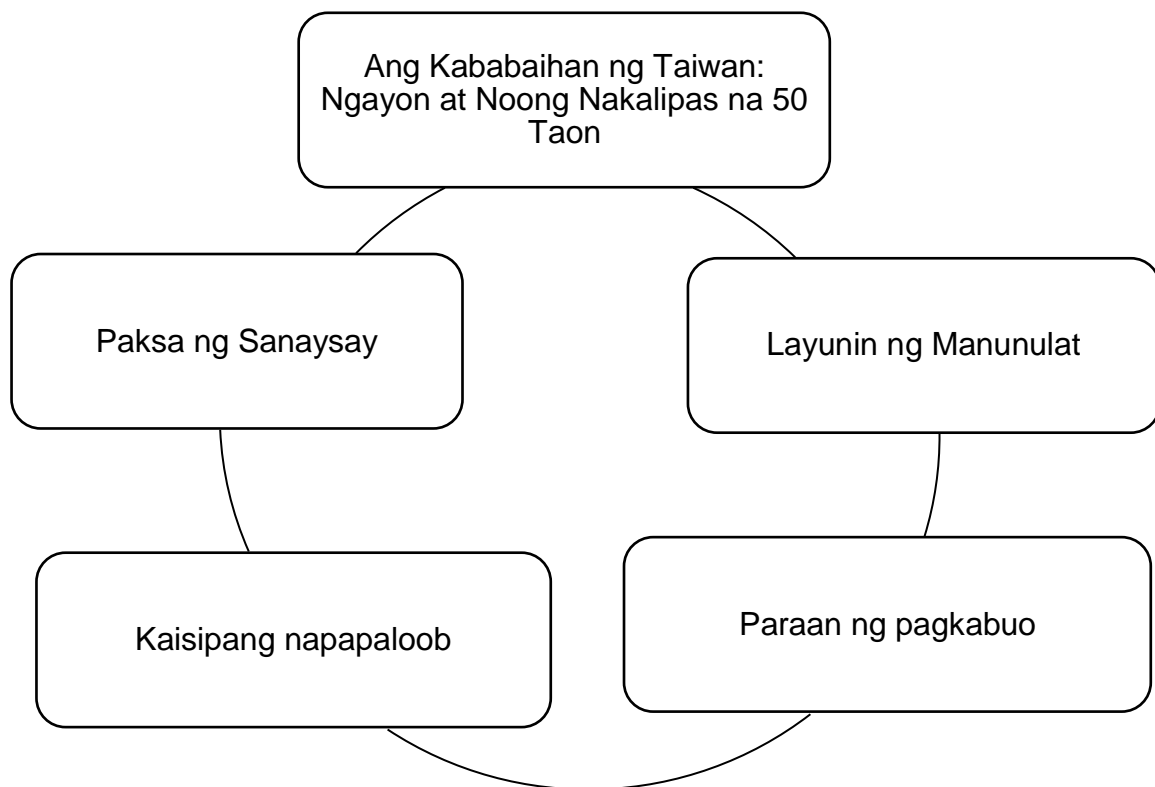 Ang Kababaihan ng Taiwan:
Ngayon at Noong Nakalipas na 50
Taon
Paksa ng Sanaysay
Layunin ng Manunulat
Kaisipang napapaloob
Paraan ng pagkabuo